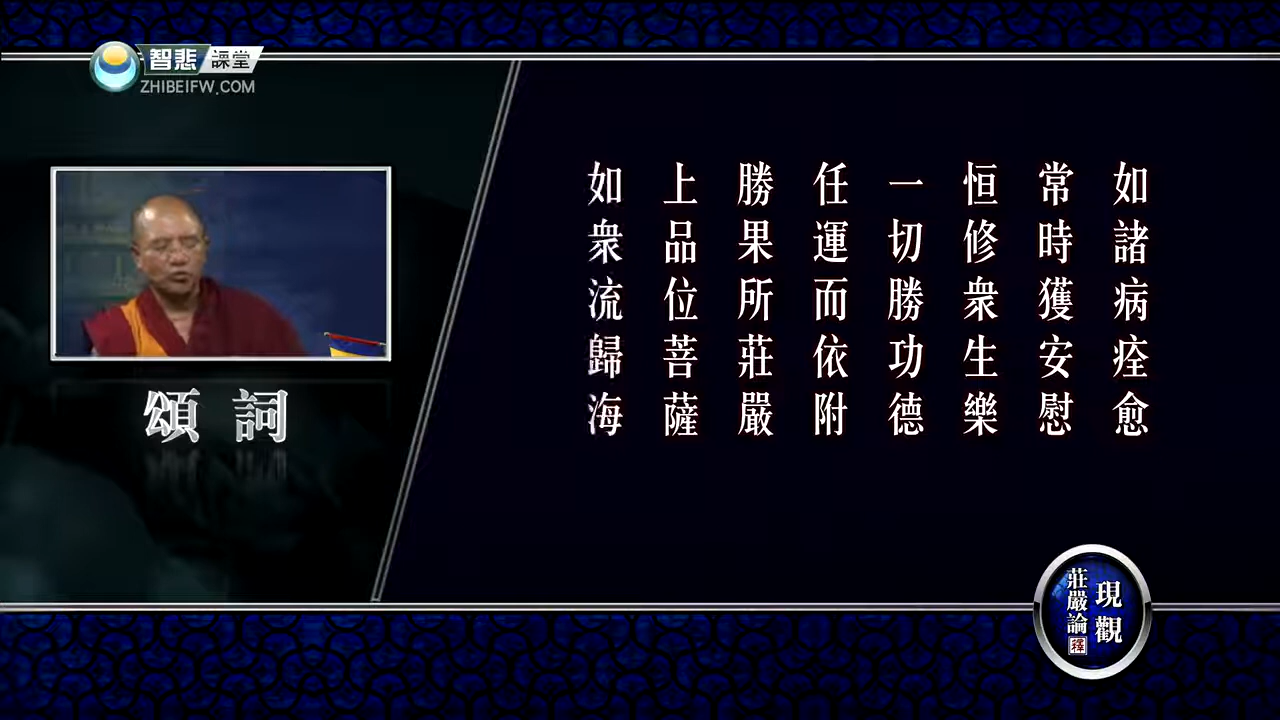 智悲課堂
ZHIBEIFW.COM
頌詞
如諸病痊愈
常時獲安慰
恒修衆生樂
一切勝功德
任運而依附
勝果所莊嚴
上品位菩薩
如衆流歸海
現觀
莊嚴論釋